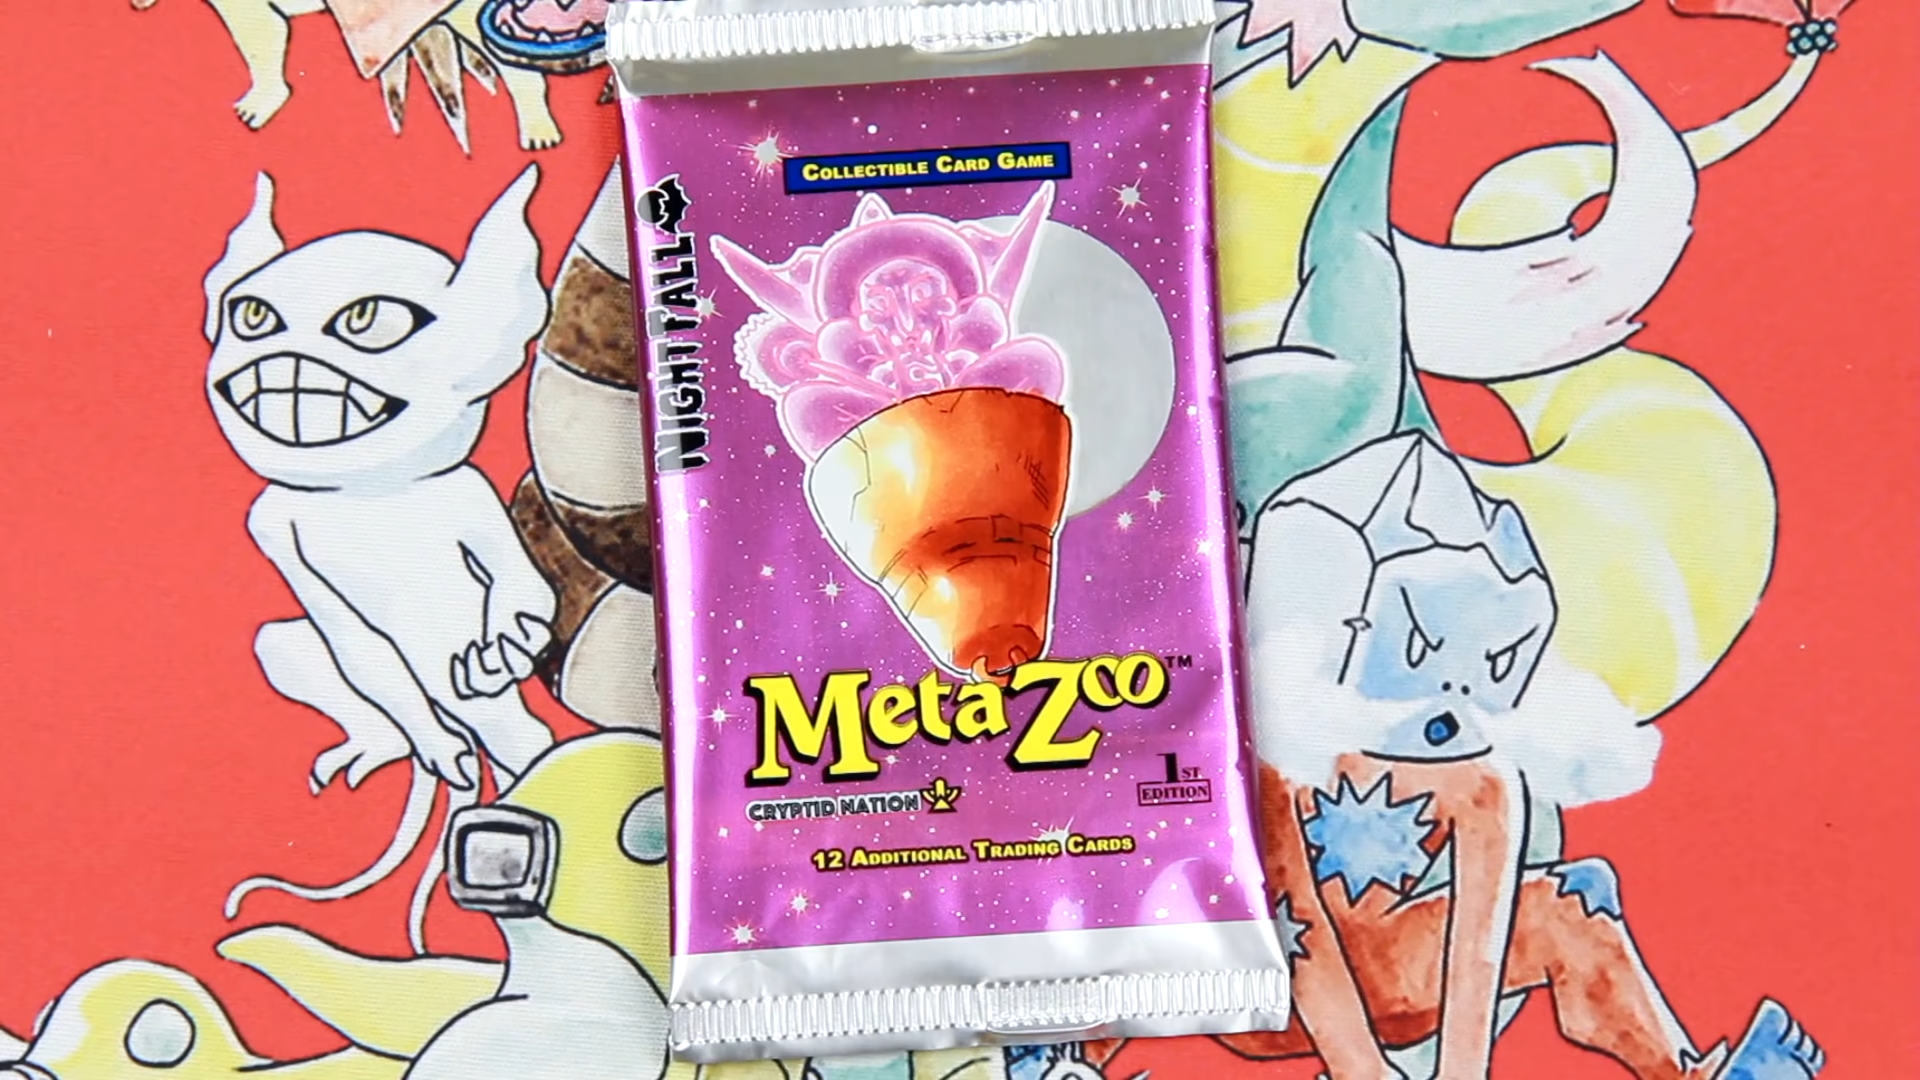 COLLECTIBLE CARD GAME
NIGHTFALL
MetaZoo™
CRYPTID NATION
1ST EDITION
12 ADDITIONAL TRADING CARDS